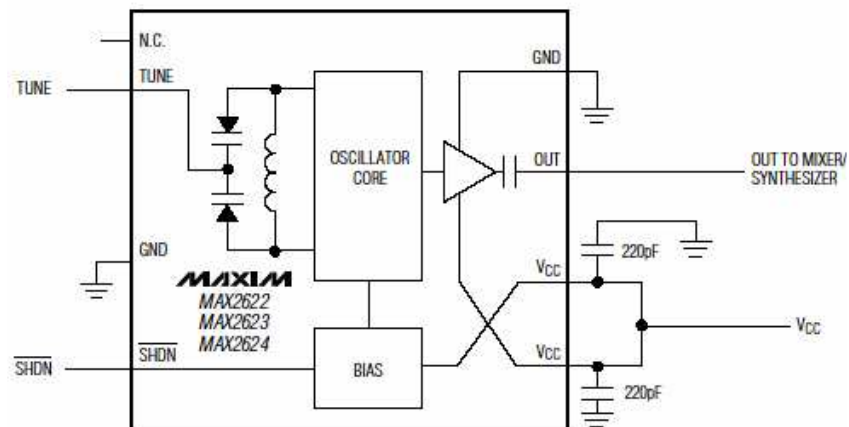 N.C.
GND
TUNE
TUNE
OSCILLATOR
CORE
OUT
OUT TO MIXER/
SYNTHESIZER
GND
220pF
MAXIM
MAX2622
MAX2623
MAX2624
VCC
VCC
SHDN
SHDN
BIAS
VCC
220pF